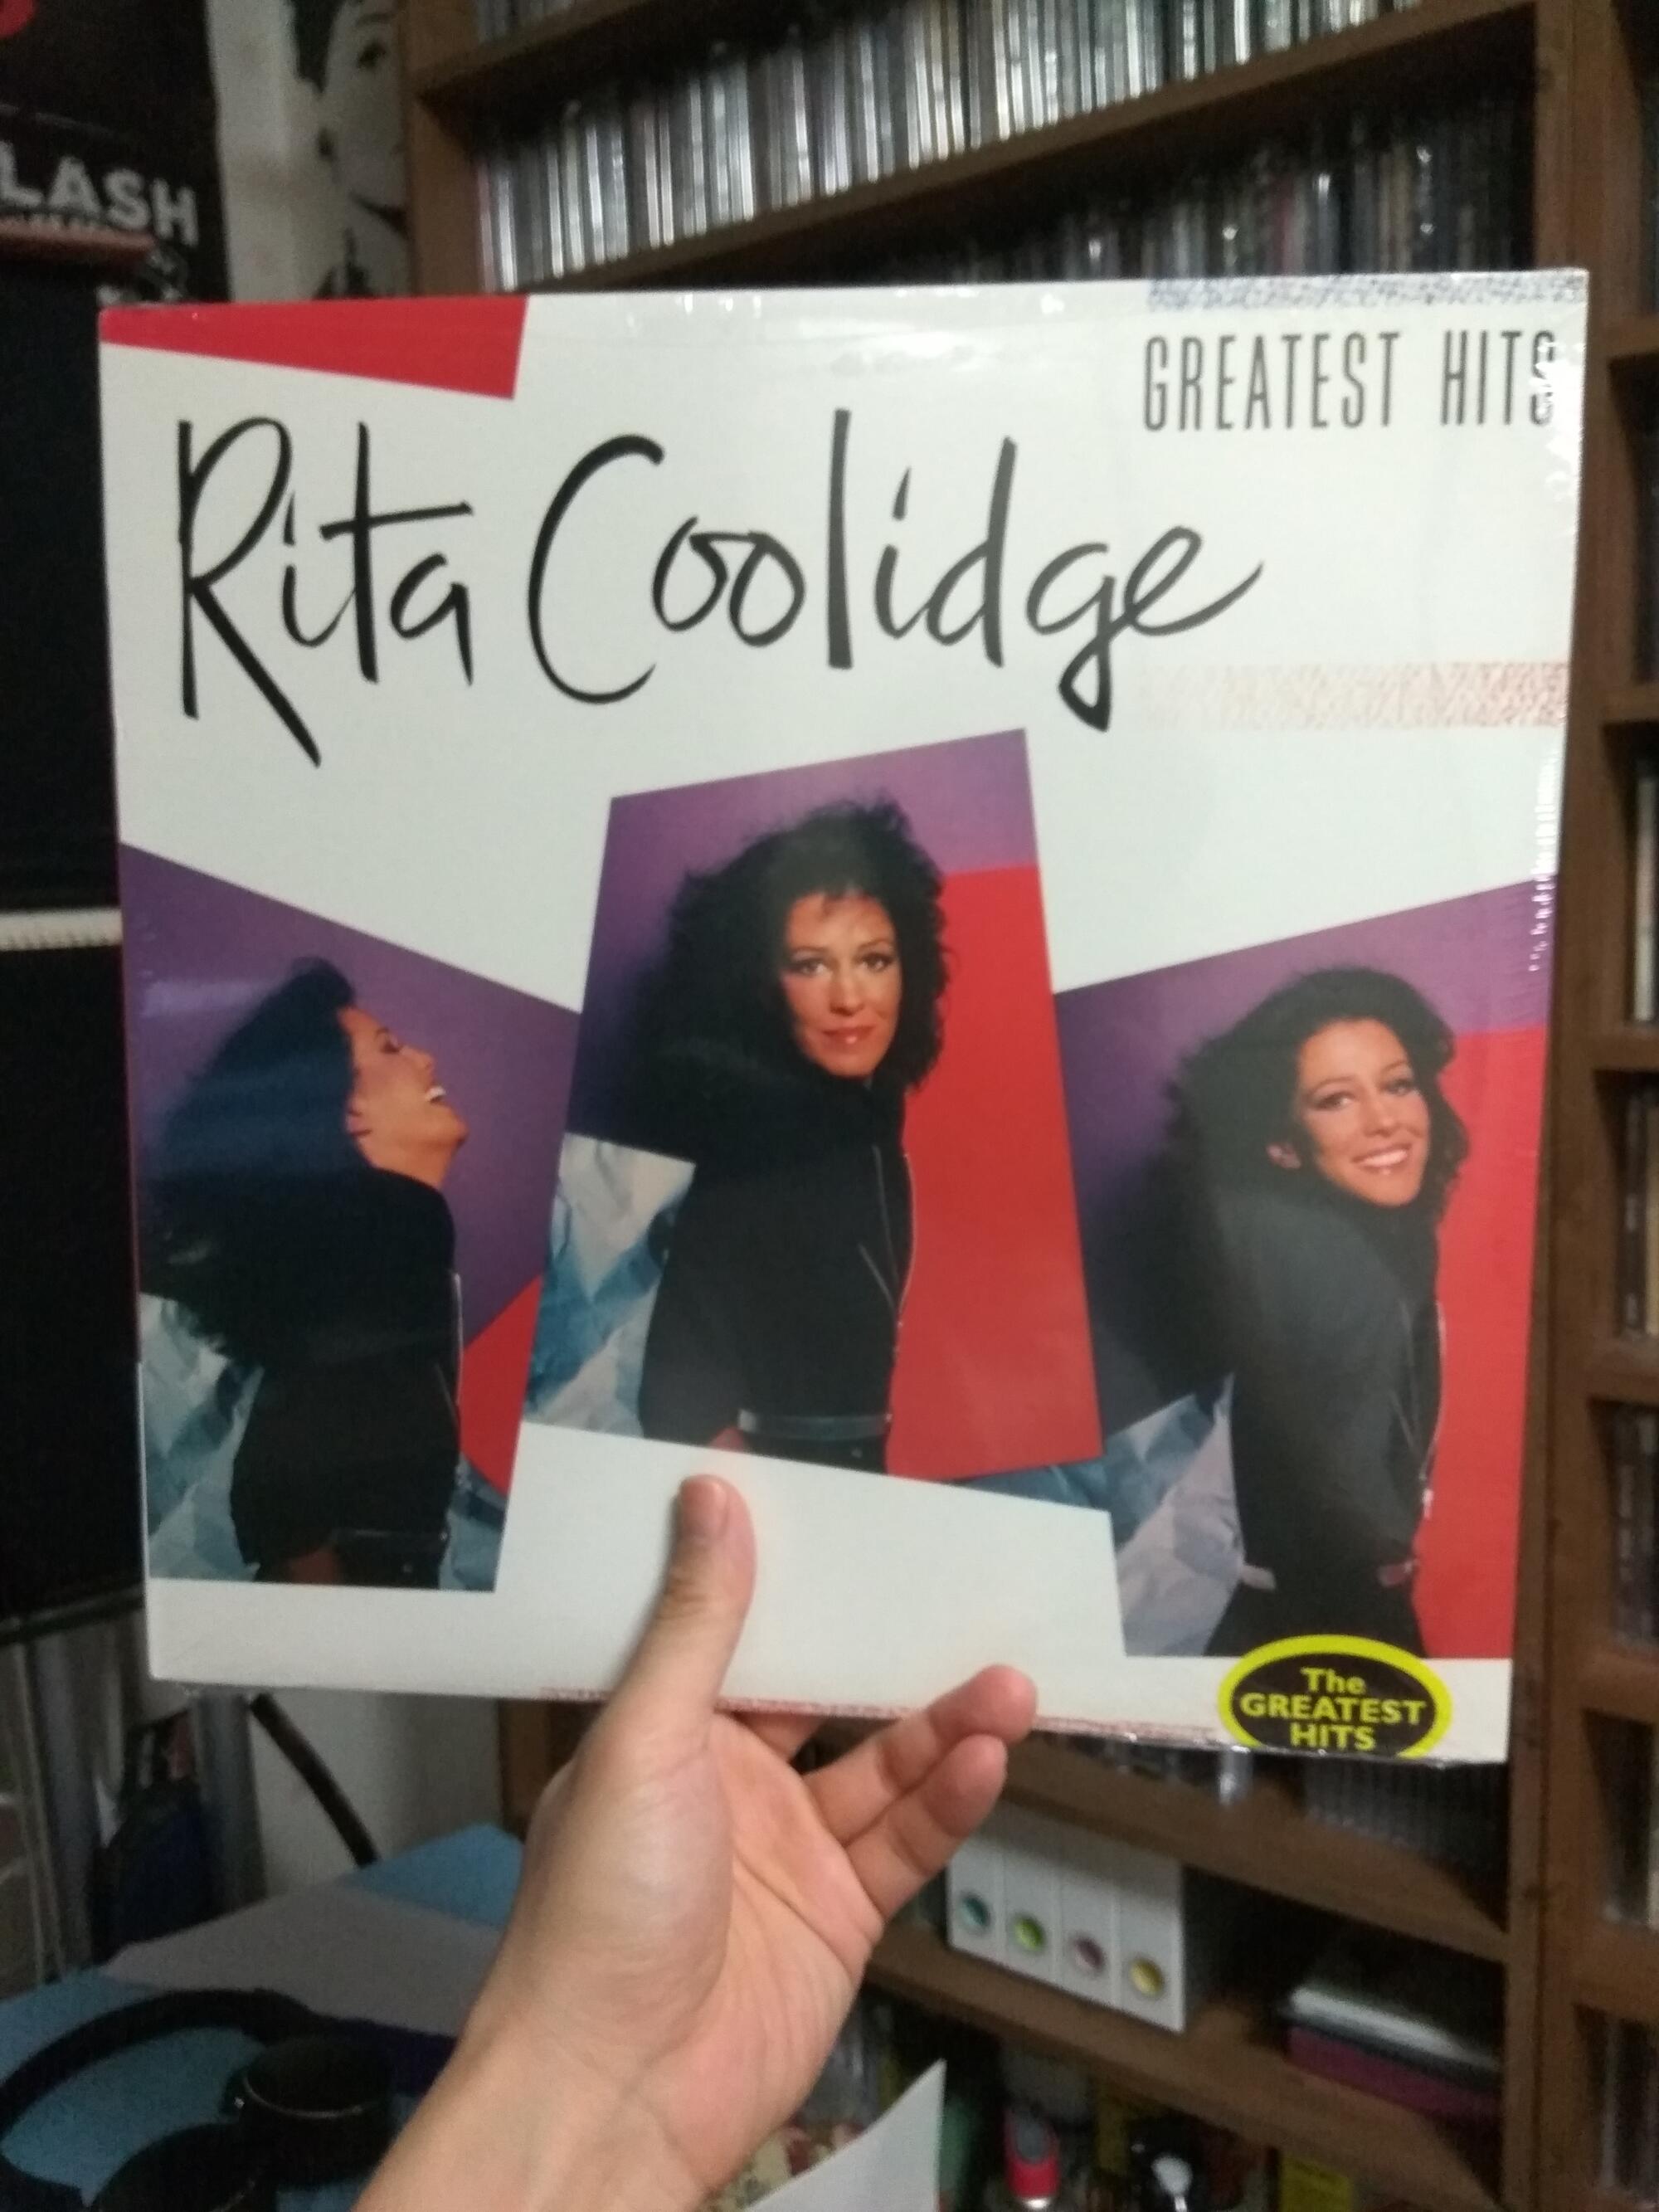 LASH
GREATEST HITS
Rita Coolidge
The
GREATEST
HITS